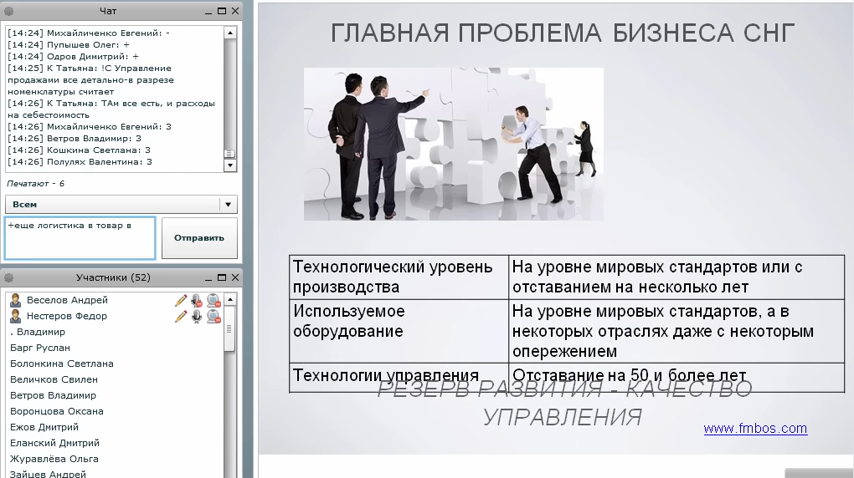 Чат
[14:24] Михайличенко Евгений: -
[14:24] Пупышев Олег: +
[14:24] Одров Димитрий: +
[14:25] К Татьяна: !С Управление
продажами все детально-в разрезе
номенклатуры считает
[14:26] К Татьяна: ТАм все есть, и расходы
на себестоимость
[14:26] Михайличенко Евгений: 3
[14:26] Ветров Владимир: 3
[14:26] Кошкина Светлана: 3
[14:26] Полулях Валентина: 3
Печатают - 6
Всем
+еще логистика в товар в
Отправить
Участники (52)
Веселов Андрей
Нестеров Федор
. Владимир
Барг Руслан
Болонкина Светлана
Величков Свилен
Ветров Владимир
Воронцова Оксана
Ежов Дмитрий
Еланский Дмитрий
Журавлёва Ольга
Зайцев Андрей
ГЛАВНАЯ ПРОБЛЕМА БИЗНЕСА СНГ
Технологический уровень
производства
На уровне мировых стандартов или с
отставанием на несколько лет
Используемое
оборудование
На уровне мировых стандартов, а в
некоторых отраслях даже с некоторым
опережением
Технологии управления
Отставание на 50 и более лет
РЕЗЕРВ РАЗВИТИЯ - КАЧЕСТВО
УПРАВЛЕНИЯ
www.fmbos.com